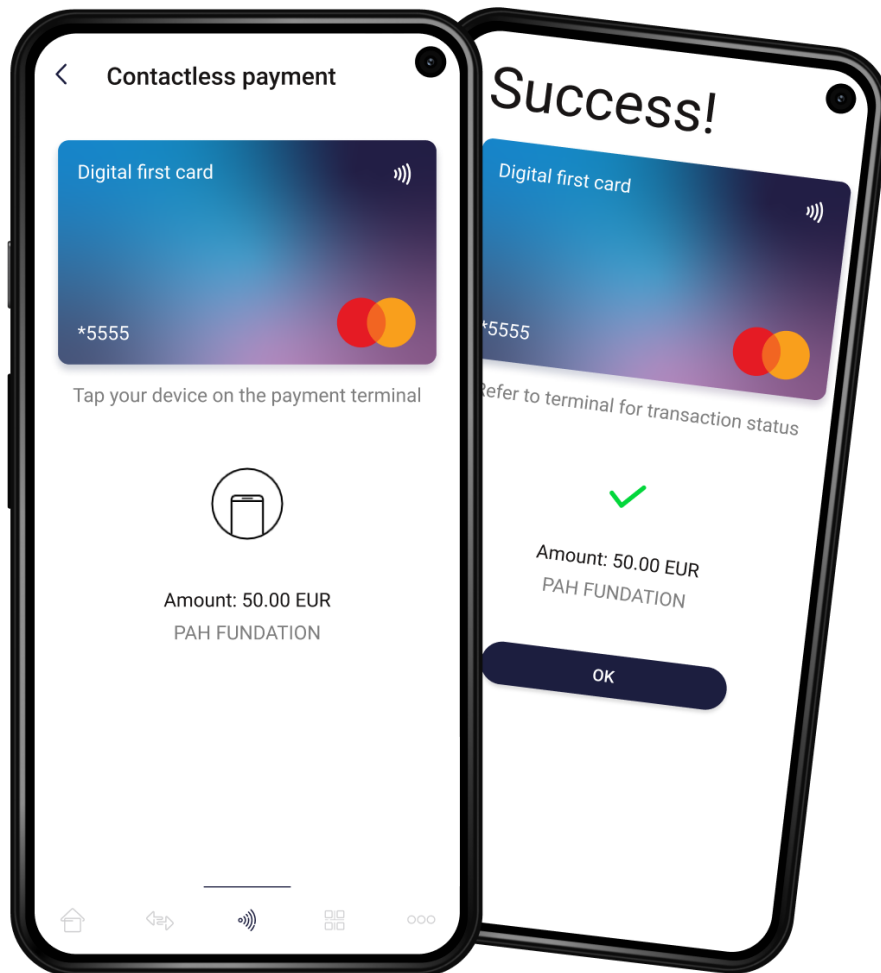 Contactless payment
Digital first card
*5555
Tap your device on the payment terminal
Amount: 50.00 EUR
PAH FUNDATION
Success!
Digital first card
*5555
Refer to terminal for transaction status
Amount: 50.00 EUR
PAH FUNDATION
OK